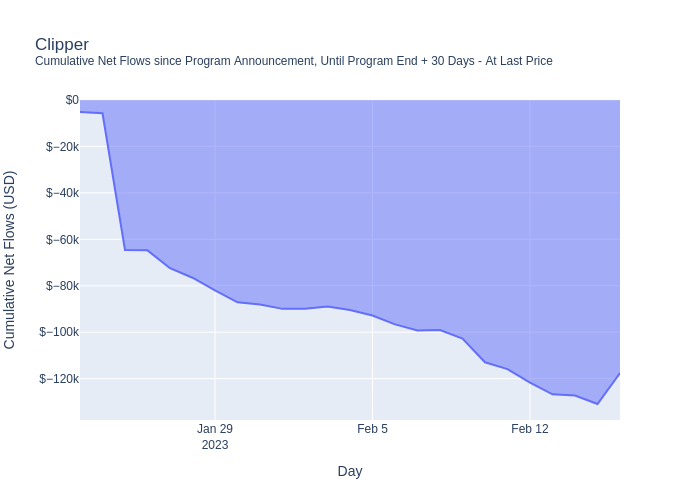 Clipper
Cumulative Net Flows since Program Announcement, Until Program End + 30 Days - At Last Price
$0
$−20k
$−40k
$−60k
$−80k
$−100k
$−120k
Cumulative Net Flows (USD)
Jan 29
2023
Feb 5
Feb 12
Day